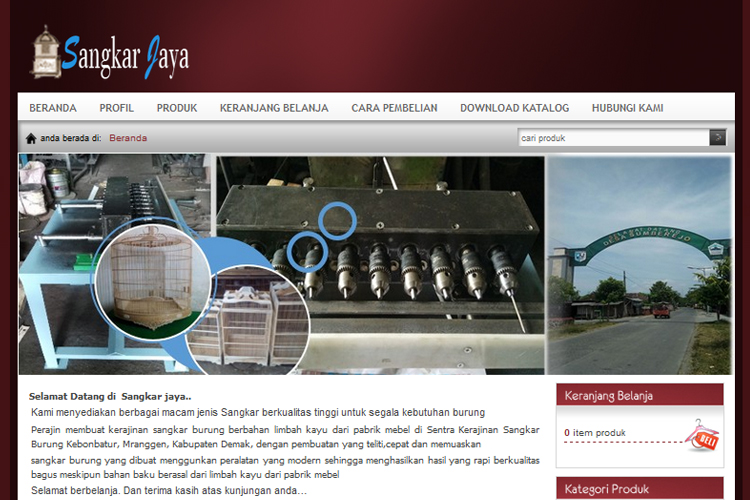 Sangkar Jaya
BERANDA PROFIL PRODUK KERANJANG BELANJA CARA PEMBELIAN DOWNLOAD KATALOG HUBUNGI KAMI
anda berada di: Beranda
cari produk
SELAMAT DATANG
DESA SUMBEREJO
Selamat Datang di Sangkar jaya..
Kami menyediakan berbagai macam jenis Sangkar berkualitas tinggi untuk segala kebutuhan burung
Perajin membuat kerajinan sangkar burung berbahan limbah kayu dari pabrik mebel di Sentra Kerajinan Sangkar
Burung Kebonbatur, Mranggen, Kabupaten Demak, dengan pembuatan yang teliti,cepat dan memuaskan
sangkar burung yang dibuat menggunkan peralatan yang modern sehingga menghasilkan hasil yang rapi berkualitas
bagus meskipun bahan baku berasal dari limbah kayu dari pabrik mebel
Selamat berbelanja. Dan terima kasih atas kunjungan anda...
Keranjang Belanja
0 item produk
BELI
Kategori Produk